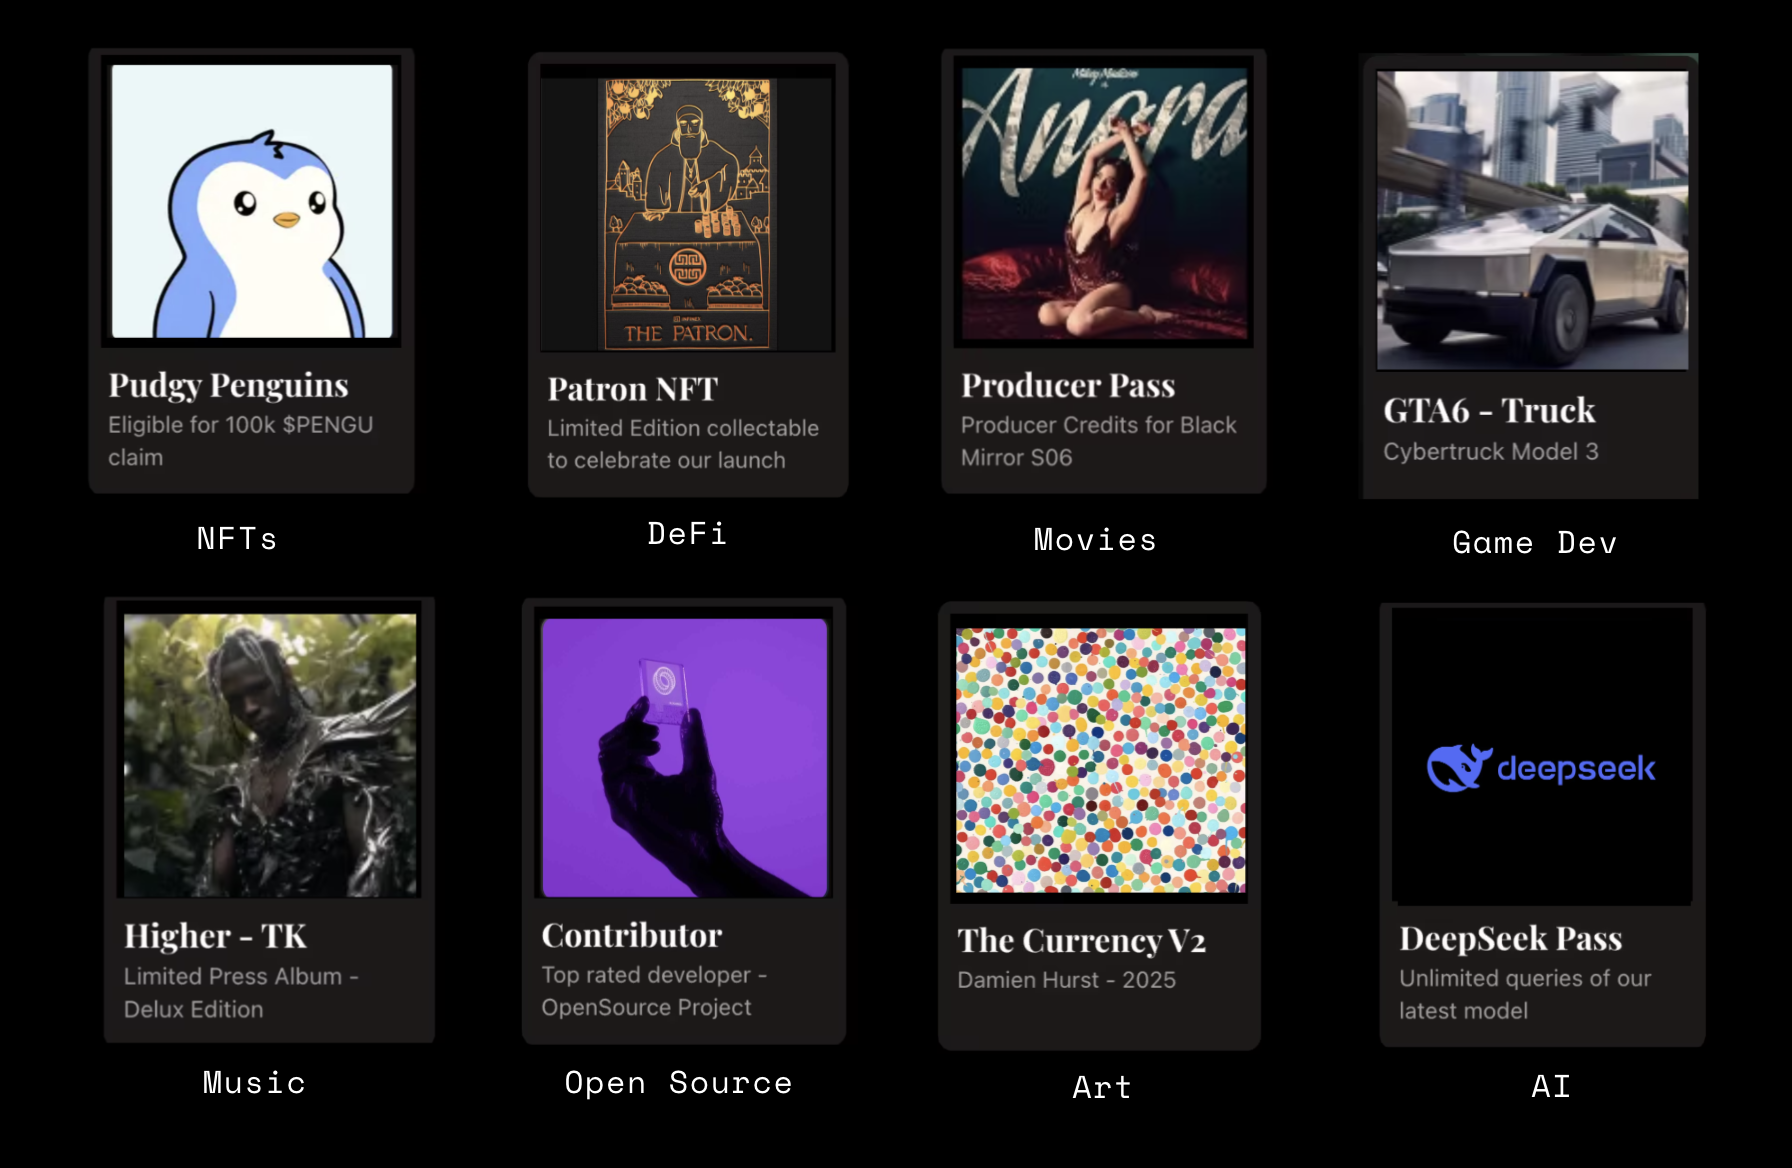 Mikey Madison
is
Anora
THE PATRON.
Pudgy Penguins
Eligible for 100k $PENGU
claim
NFTs
Patron NFT
Limited Edition collectable
to celebrate our launch
DeFi
Producer Pass
Producer Credits for Black
Mirror S06
Movies
GTA6 - Truck
Cybertruck Model 3
Game Dev
deepseek
Higher - TK
Limited Press Album -
Delux Edition
Music
Contributor
Top rated developer -
OpenSource Project
Open Source
The Currency V2
Damien Hurst - 2025
Art
DeepSeek Pass
Unlimited queries of our
latest model
AI